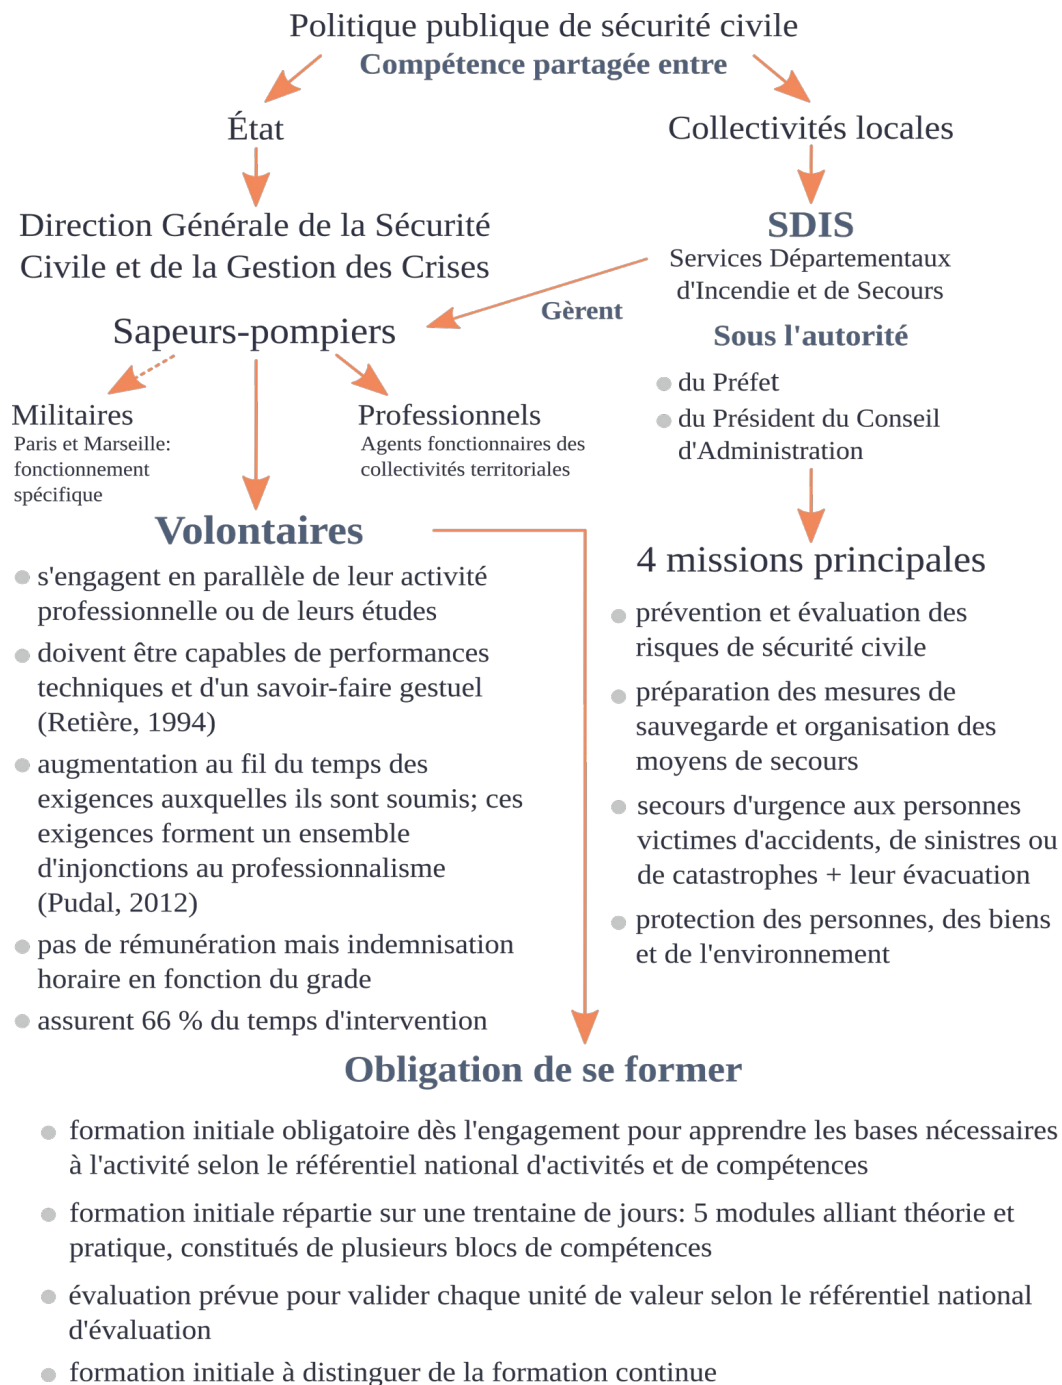 Politique publique de sécurité civile
Compétence partagée entre
État
Collectivités locales
Direction Générale de la Sécurité
Civile et de la Gestion des Crises
SDIS
Services Départementaux
d'Incendie et de Secours
Gèrent
Sapeurs-pompiers
Sous l'autorité
du Préfet
du Président du Conseil
d'Administration
Militaires
Paris et Marseille:
fonctionnement
spécifique
Professionnels
Agents fonctionnaires des
collectivités territoriales
Volontaires
s'engagent en parallèle de leur activité
professionnelle ou de leurs études
doivent être capables de performances
techniques et d'un savoir-faire gestuel
(Retière, 1994)
augmentation au fil du temps des
exigences auxquelles ils sont soumis; ces
exigences forment un ensemble
d'injonctions au professionnalisme
(Pudal, 2012)
pas de rémunération mais indemnisation
horaire en fonction du grade
assurent 66 % du temps d'intervention
4 missions principales
prévention et évaluation des
risques de sécurité civile
préparation des mesures de
sauvegarde et organisation des
moyens de secours
secours d'urgence aux personnes
victimes d'accidents, de sinistres ou
de catastrophes + leur évacuation
protection des personnes, des biens
et de l'environnement
Obligation de se former
formation initiale obligatoire dès l'engagement pour apprendre les bases nécessaires
à l'activité selon le référentiel national d'activités et de compétences
formation initiale répartie sur une trentaine de jours: 5 modules alliant théorie et
pratique, constitués de plusieurs blocs de compétences
évaluation prévue pour valider chaque unité de valeur selon le référentiel national
d'évaluation
formation initiale à distinguer de la formation continue